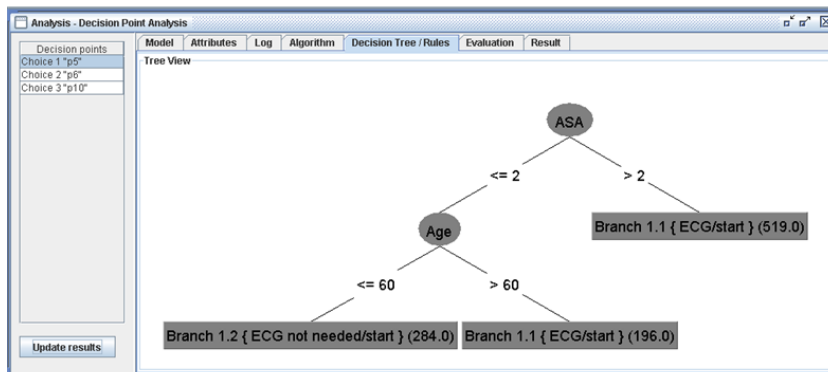 Analysis - Decision Point Analysis
Decision points
Choice 1 "p5"
Choice 2 "p6"
Choice 3 "p10"
Update results
Model Attributes Log Algorithm Decision Tree / Rules Evaluation Result
Tree View
ASA
<= 2 > 2
Age Branch 1.1 { ECG/start } (519.0)
<= 60 > 60
Branch 1.2 { ECG not needed/start } (284.0) Branch 1.1 { ECG/start } (196.0)